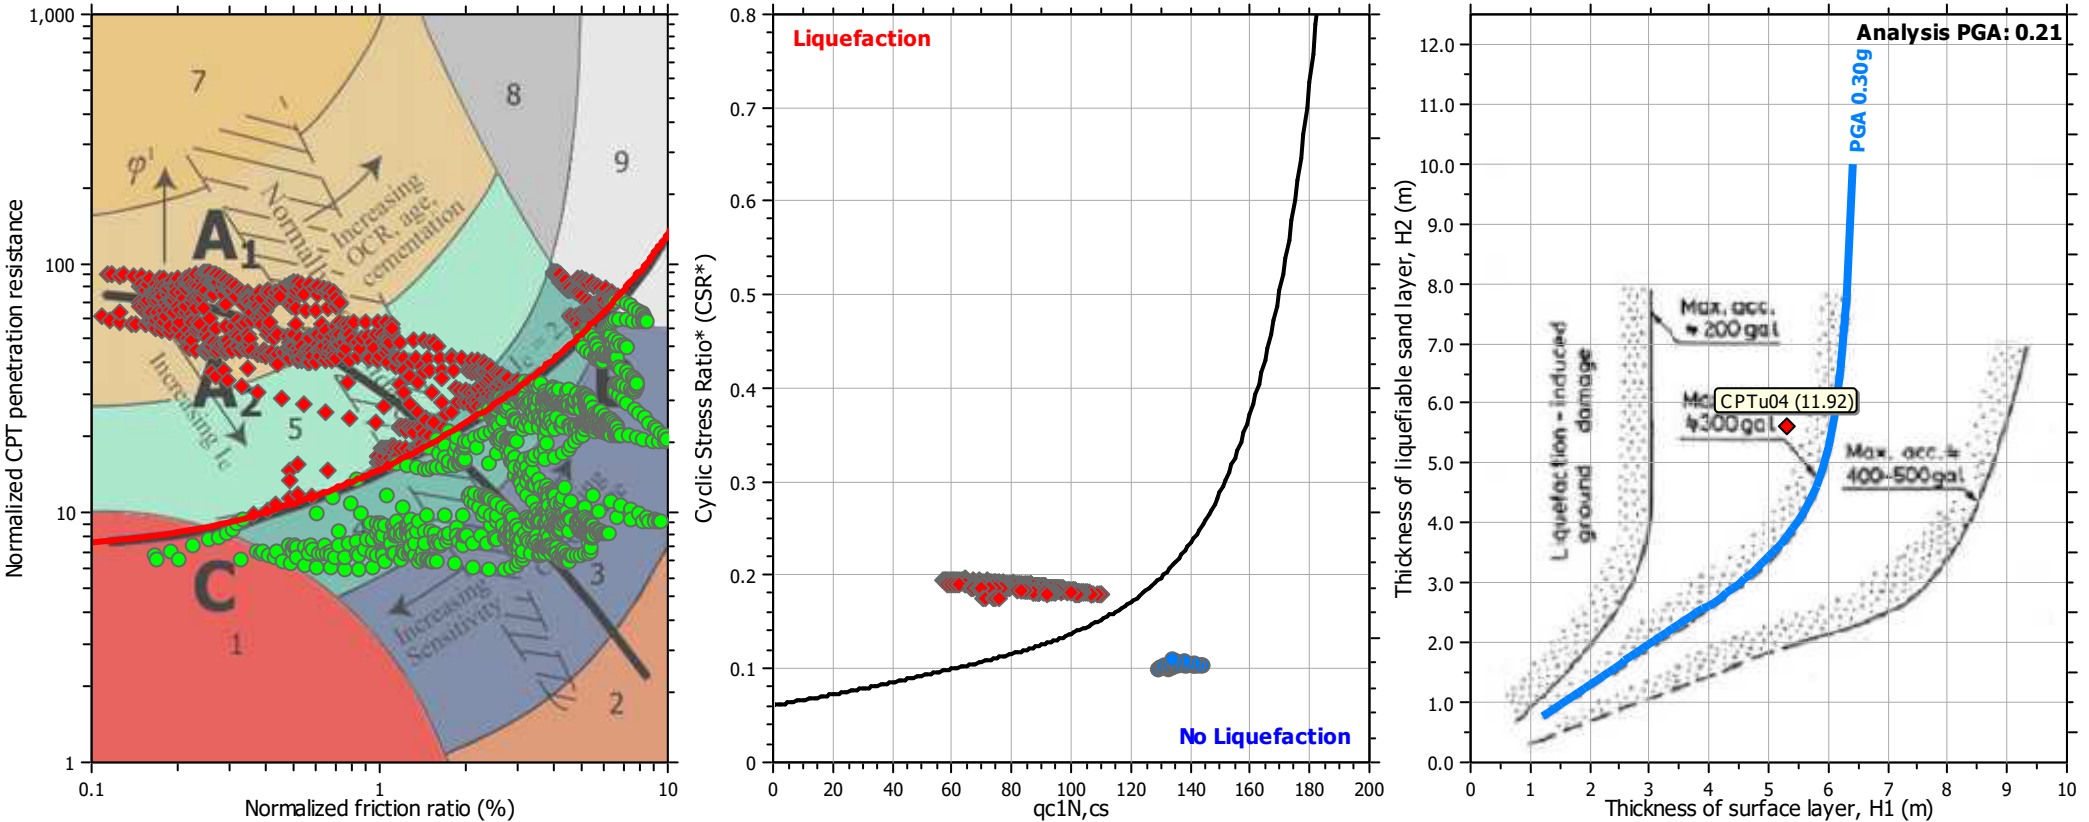 1,000
100
10
1
Normalized CPT penetration resistance
0.1
1
10
Normalized friction ratio (%)
7
8
9
φ'
A1
Increasing
OCR, age,
cementation
A2
Increasing Ic
5
C
1
Increasing
Sensitivity
3
2
0.8
0.7
0.6
0.5
0.4
0.3
0.2
0.1
0
Cyclic Stress Ratio* (CSR*)
Liquefaction
No Liquefaction
0
20
40
60
80
100
120
140
160
180
200
qc1N,cs
Analysis PGA: 0.21
12.0
11.0
10.0
9.0
8.0
7.0
6.0
5.0
4.0
3.0
2.0
1.0
0.0
Thickness of liquefiable sand layer, H2 (m)
PGA 0.30g
Liquefaction - induced
ground damage
Max. acc.
200 gal
CPTu04 (11.92)
300 gal
Max. acc.
400-500 gal
0
1
2
3
4
5
6
7
8
9
10
Thickness of surface layer, H1 (m)